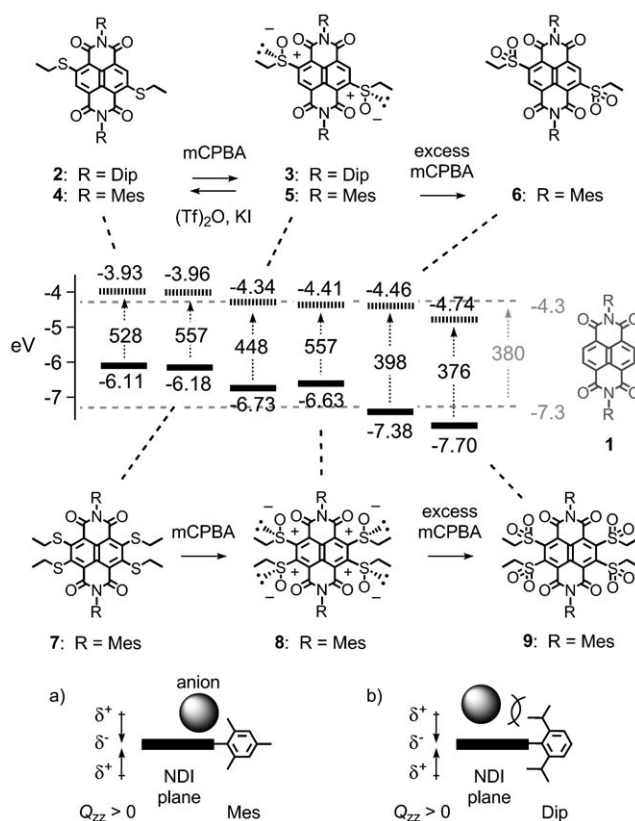 R
R
R
O N O
− O + S
O N O
O N O
O S O
S
S
O S O
O N O
S + O −
O N O
O N O
R
R
R
2: R = Dip
4: R = Mes
mCPBA
(Tf)2O, KI
3: R = Dip
5: R = Mes
excess
mCPBA
6: R = Mes
eV
-4
-5
-6
-7
-3.93
-3.96
-4.34
-4.41
-4.46
-4.74
-4.3
528
557
448
557
398
376
380
-6.11
-6.18
-6.73
-6.63
-7.38
-7.70
-7.3
R
O N O
O N O
R
1
R
R
R
O N O
− O + S
S + O −
O N O
O S O
O S O
O N O
S
S
S
S
− O + S
S + O −
O S O
O S O
O N O
O N O
O N O
R
R
R
mCPBA
excess
mCPBA
7: R = Mes
8: R = Mes
9: R = Mes
a)
anion
δ+
δ-
δ+
NDI
plane
Qzz > 0
Mes
b)
δ+
δ-
δ+
NDI
plane
Qzz > 0
Dip